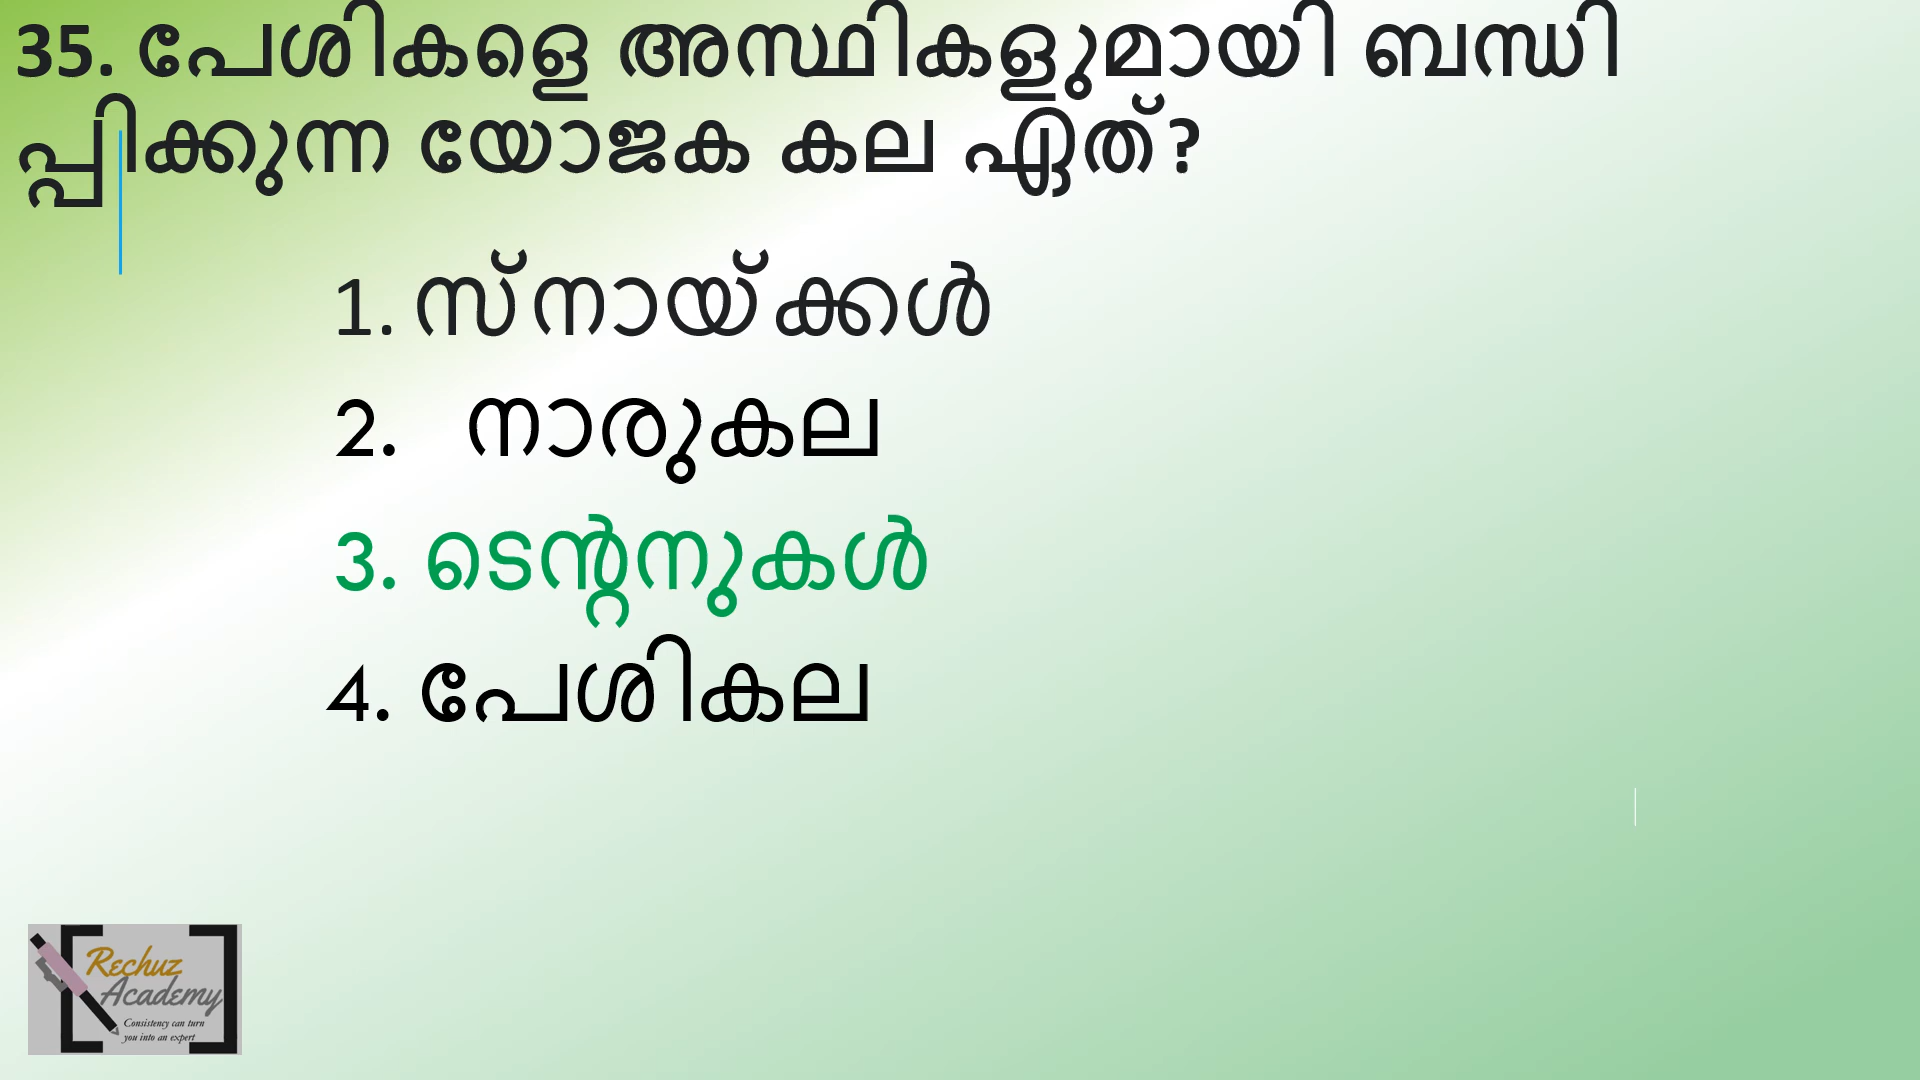 35. പേശികളെ അസ്ഥികളുമായി ബന്ധി
പ്പിക്കുന്ന യോജക കല ഏത്?
1. സ്നായ്ക്കൾ
2. നാരുകല
3. ടെന്റനുകൾ
4. പേശികല
Rechuz
Academy
Consistency can turn
you into an expert